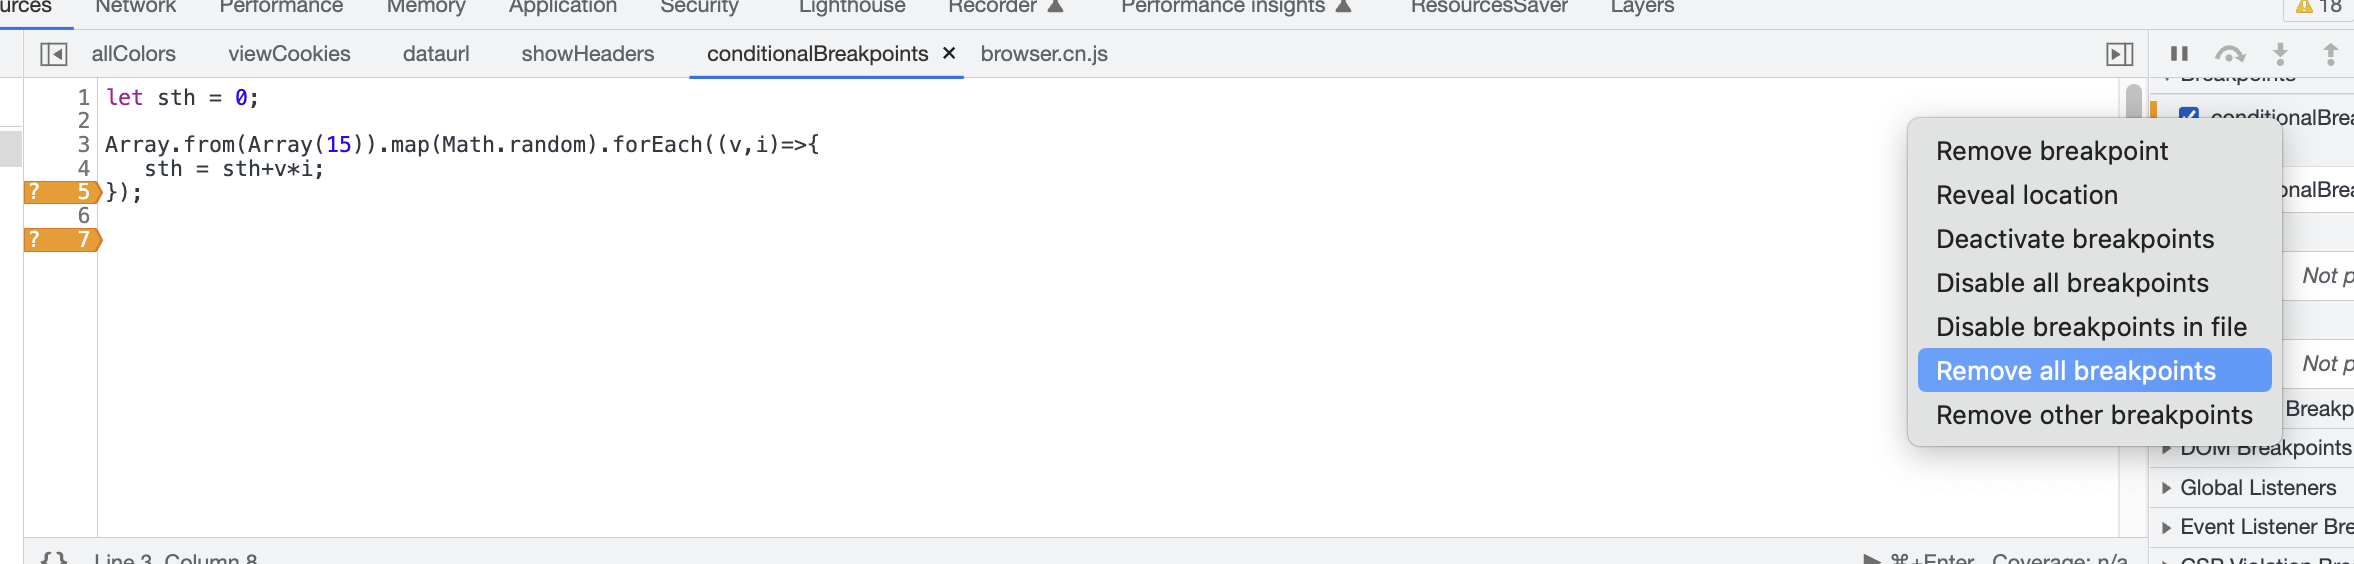 urces Network Performance Memory Application Security Lighthouse Recorder Performance insights ResourcesSaver Layers 18
allColors viewCookies dataurl showHeaders conditionalBreakpoints × browser.cn.js
Breakpoints
1 let sth = 0;
2
3 Array.from(Array(15)).map(Math.random).forEach((v,i)=>{
4 sth = sth+v*i;
? 5 });
6
? 7
conditionalBrea
Remove breakpoint
Reveal location
onalBrea
Deactivate breakpoints
Disable all breakpoints
Not p
Disable breakpoints in file
Remove all breakpoints
Not p
Remove other breakpoints
Breakp
DOM Breakpoints
Global Listeners
Event Listener Bre
CSP Violation Brea
{} Line 3, Column 8 ⌘+Enter Coverage: n/a